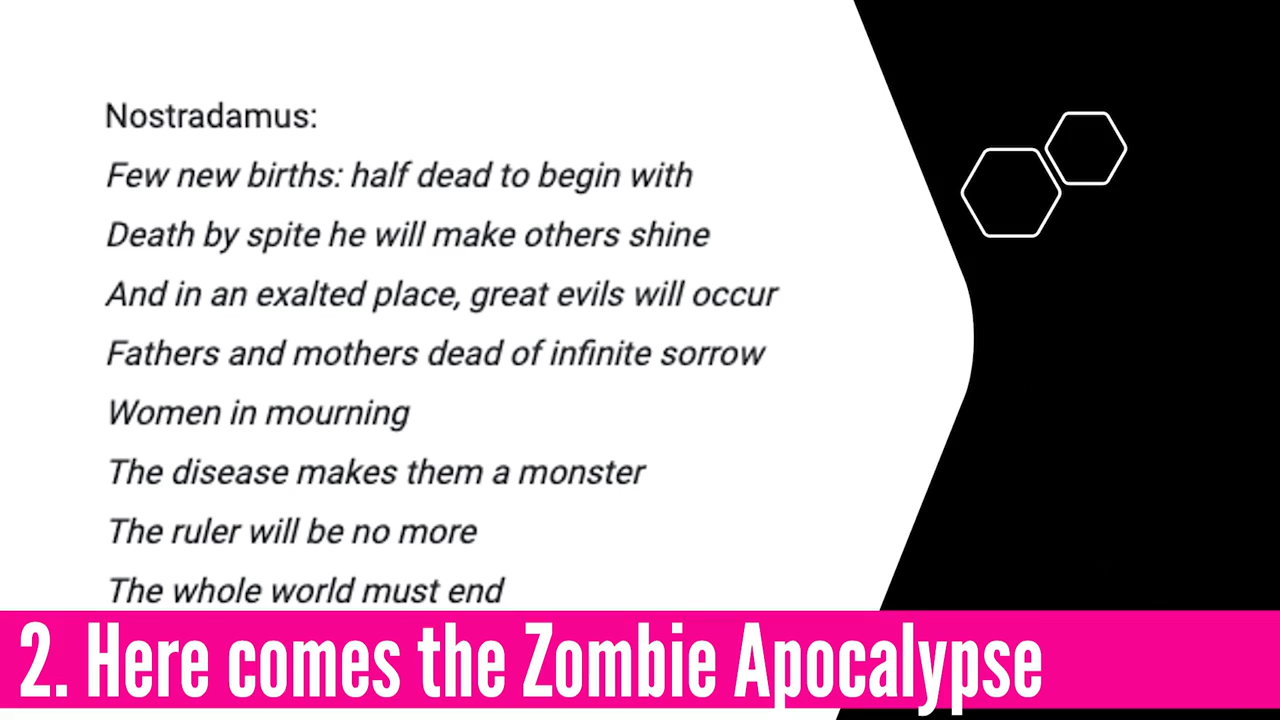 Nostradamus:
Few new births: half dead to begin with
Death by spite he will make others shine
And in an exalted place, great evils will occur
Fathers and mothers dead of infinite sorrow
Women in mourning
The disease makes them a monster
The ruler will be no more
The whole world must end
2. Here comes the Zombie Apocalypse